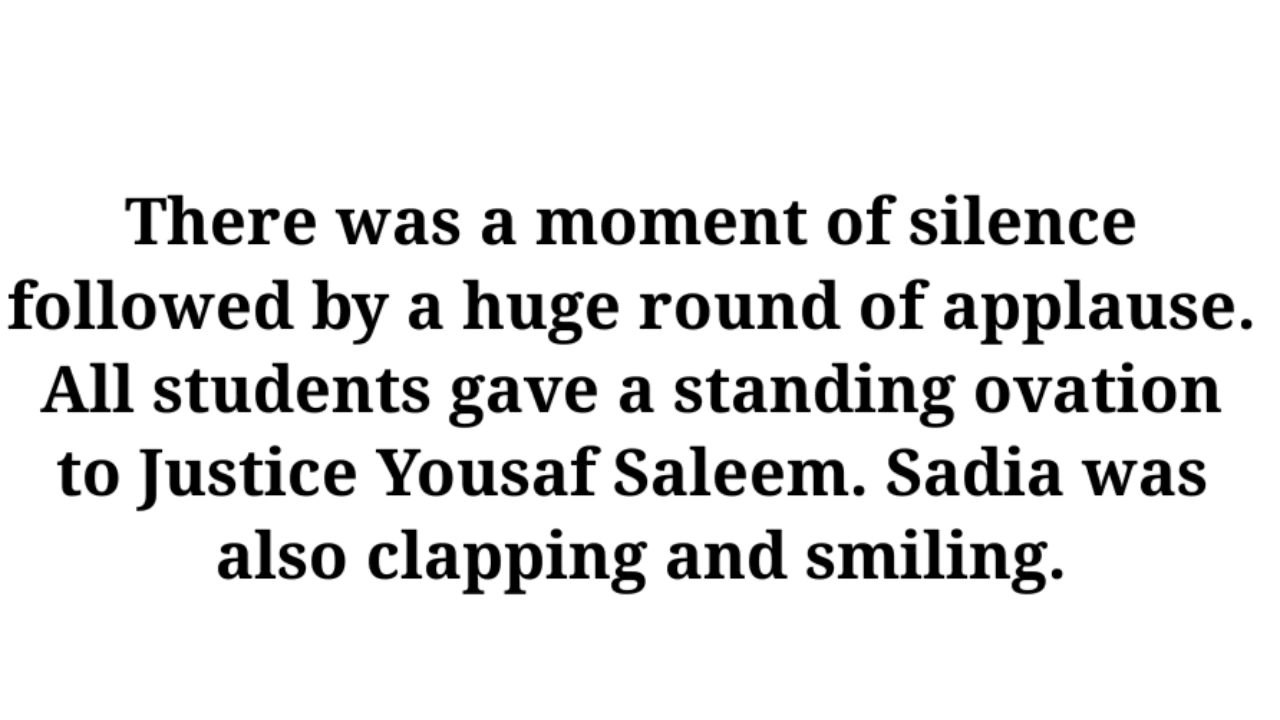 There was a moment of silence
followed by a huge round of applause.
All students gave a standing ovation
to Justice Yousaf Saleem. Sadia was
also clapping and smiling.